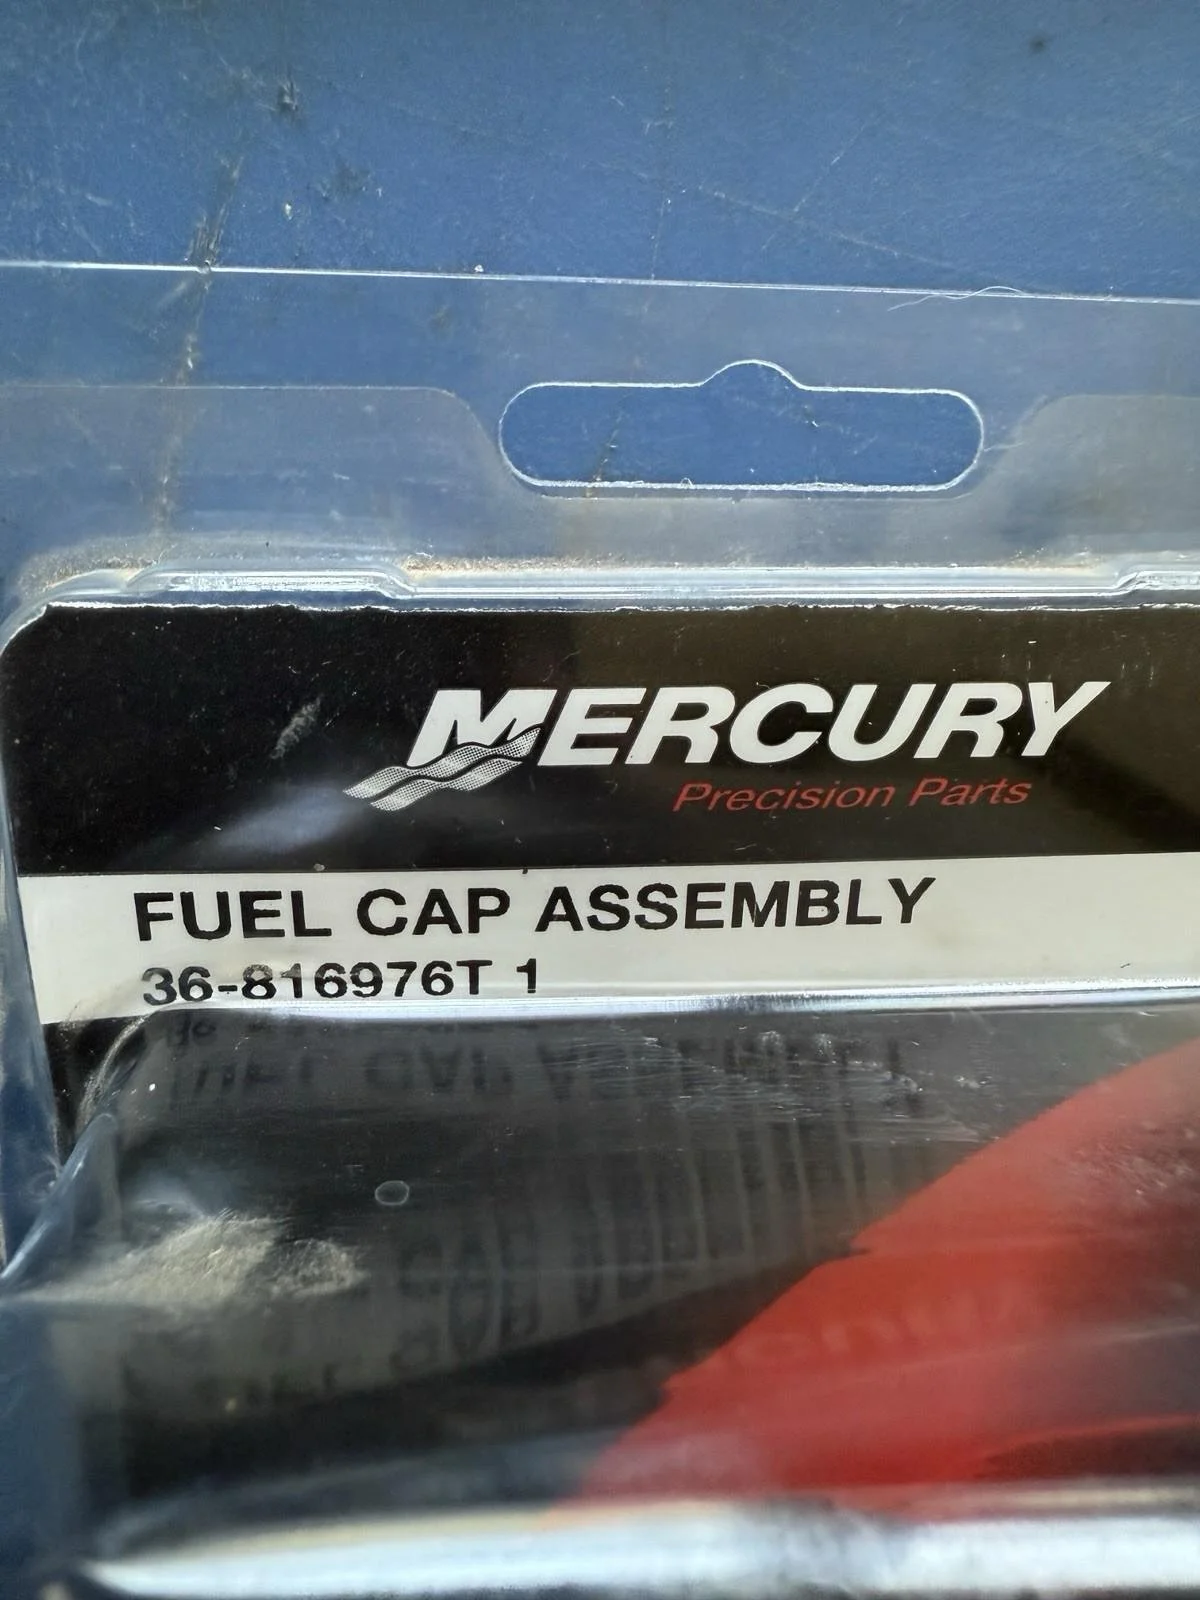 MERCURY
Precision Parts
FUEL CAP ASSEMBLY
36-816976T 1